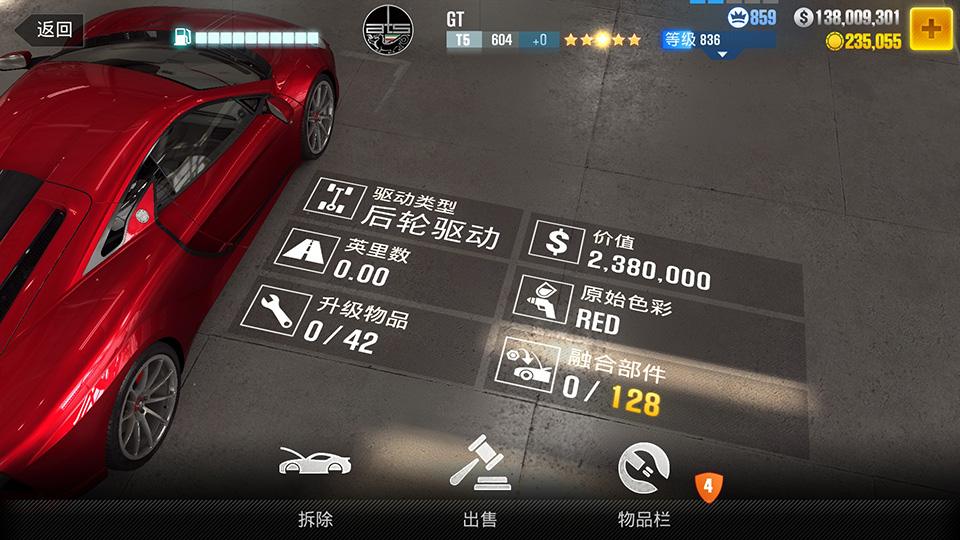 返回
GT
T5 604 +0
等级 836
859
138,009,301
235,055
驱动类型
后轮驱动
英里数
0.00
升级物品
0/42
价值
2,380,000
原始色彩
RED
融合部件
0/128
拆除
出售
物品栏
4